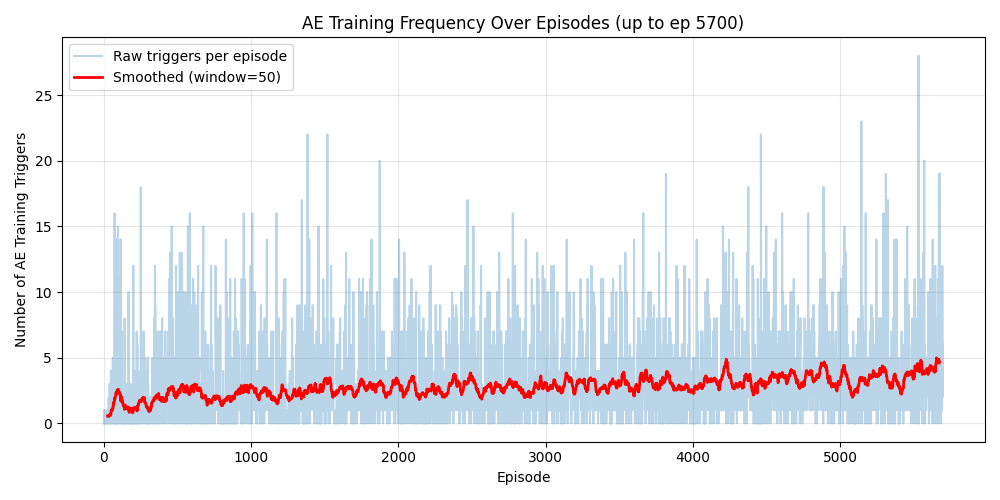 AE Training Frequency Over Episodes (up to ep 5700)
Raw triggers per episode
Smoothed (window=50)
Number of AE Training Triggers
25
20
15
10
5
0
0 1000 2000 3000 4000 5000
Episode